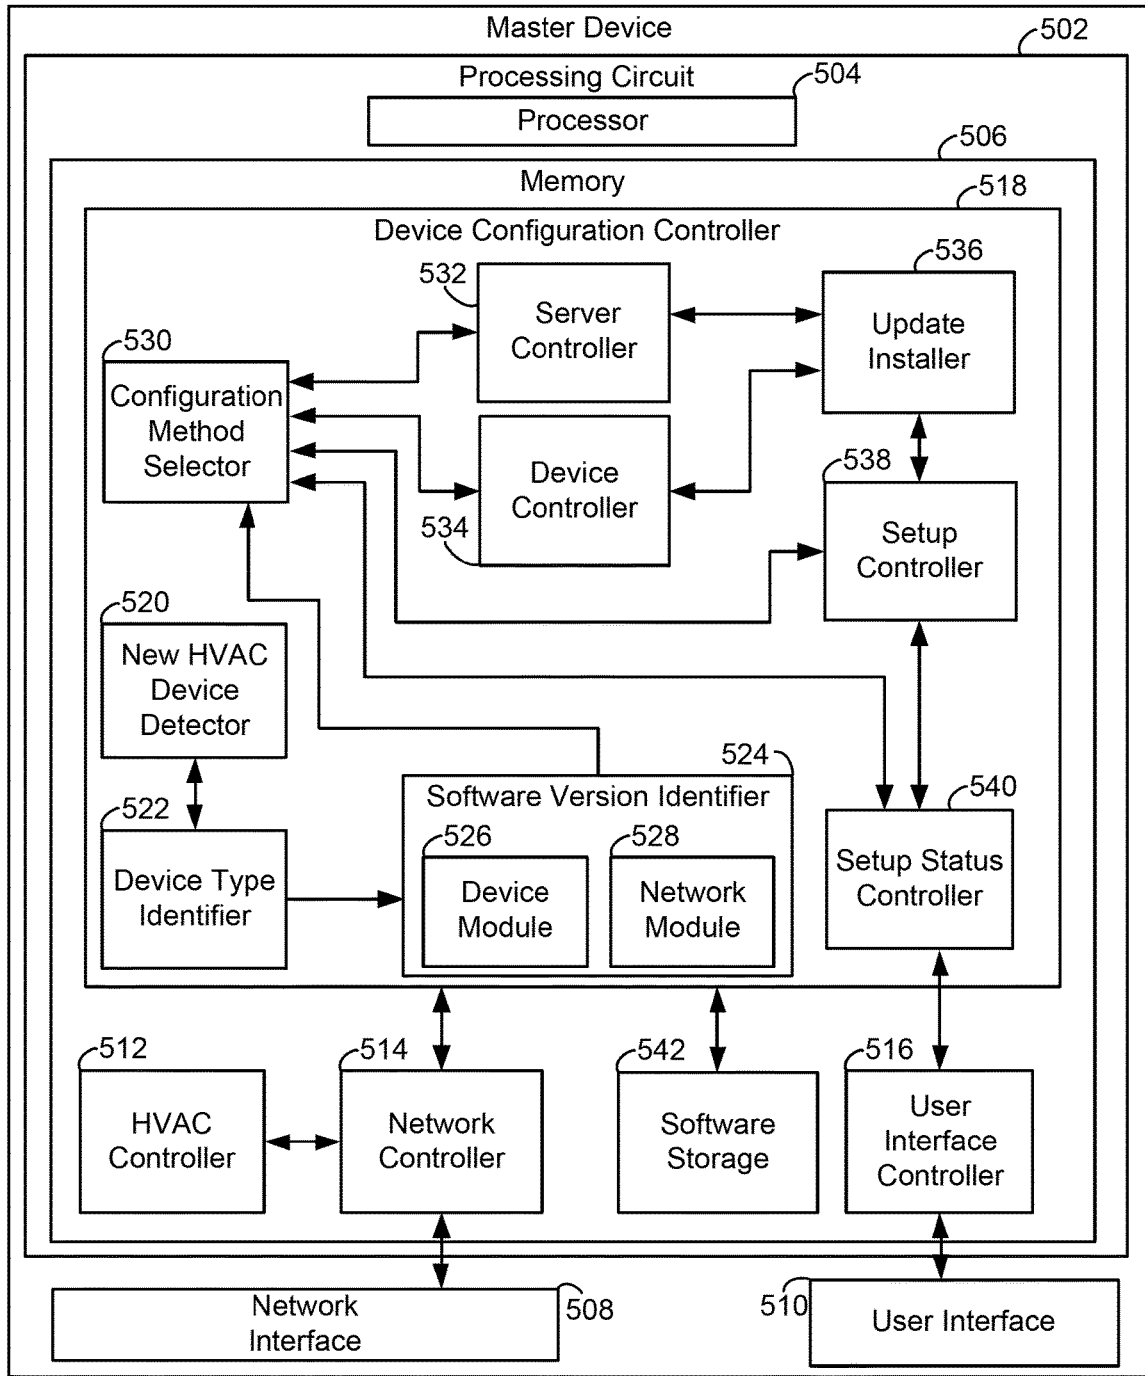 Master Device
502
Processing Circuit
504
Processor
506
Memory
518
Device Configuration Controller
532
Server
Controller
536
Update
Installer
530
Configuration
Method
Selector
Device
Controller
534
538
Setup
Controller
520
New HVAC
Device
Detector
524
Software Version Identifier
522
Device Type
Identifier
526
Device
Module
528
Network
Module
540
Setup Status
Controller
512
HVAC
Controller
514
Network
Controller
542
Software
Storage
516
User
Interface
Controller
Network
Interface
508
510
User Interface